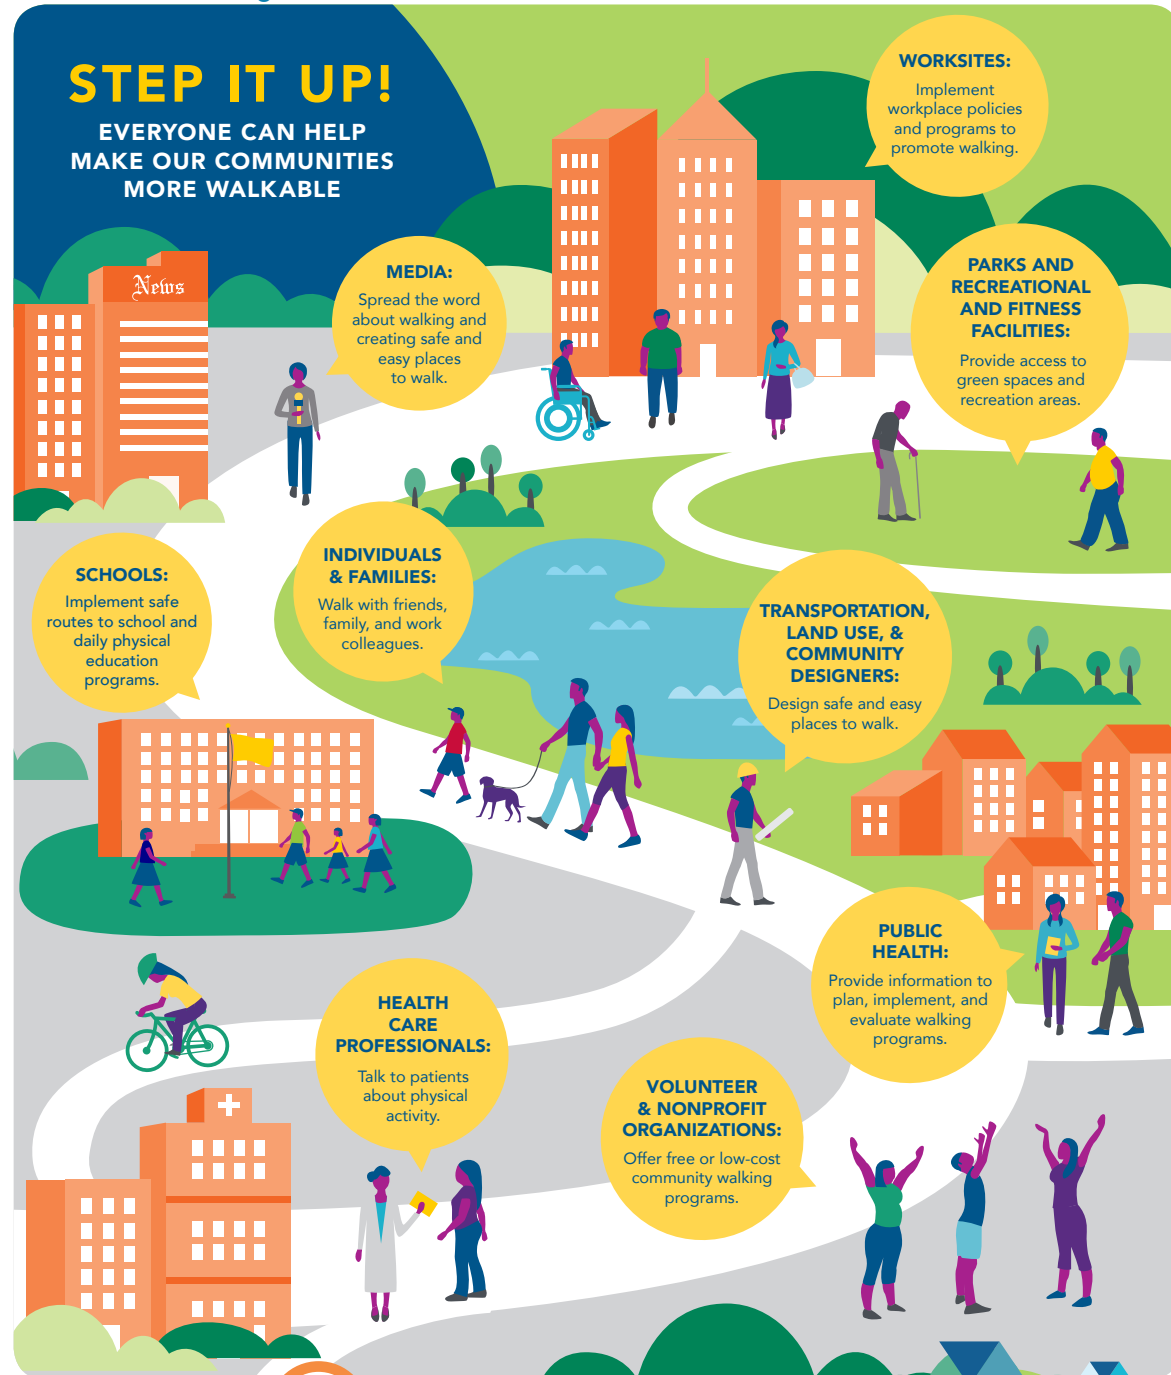 STEP IT UP!
EVERYONE CAN HELP
MAKE OUR COMMUNITIES
MORE WALKABLE
WORKSITES:
Implement
workplace policies
and programs to
promote walking.
News
MEDIA:
Spread the word
about walking and
creating safe and
easy places
to walk.
PARKS AND
RECREATIONAL
AND FITNESS
FACILITIES:
Provide access to
green spaces and
recreation areas.
SCHOOLS:
Implement safe
routes to school and
daily physical
education
programs.
INDIVIDUALS
& FAMILIES:
Walk with friends,
family, and work
colleagues.
TRANSPORTATION,
LAND USE, &
COMMUNITY
DESIGNERS:
Design safe and easy
places to walk.
PUBLIC
HEALTH:
Provide information to
plan, implement, and
evaluate walking
programs.
HEALTH
CARE
PROFESSIONALS:
Talk to patients
about physical
activity.
VOLUNTEER
& NONPROFIT
ORGANIZATIONS:
Offer free or low-cost
community walking
programs.